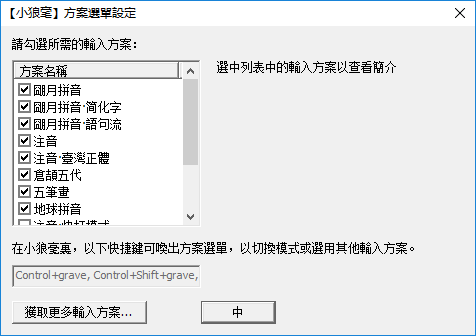 【小狼毫】方案選單設定
請勾選所需的輸入方案：
方案名稱
朙月拼音
朙月拼音·简化字
朙月拼音·語句流
注音
注音·臺灣正體
倉頡五代
五筆畫
地球拼音
選中列表中的輸入方案以查看簡介
在小狼毫裏，以下快捷鍵可喚出方案選單，以切換模式或選用其他輸入方案。
Control+grave, Control+Shift+grave,
獲取更多輸入方案...
中